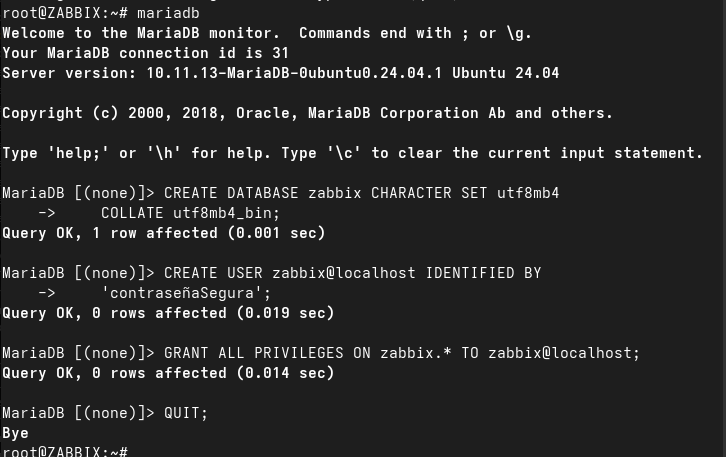 root@ZABBIX:~# mariadb
Welcome to the MariaDB monitor.  Commands end with ; or \g.
Your MariaDB connection id is 31
Server version: 10.11.13-MariaDB-0ubuntu0.24.04.1 Ubuntu 24.04
Copyright (c) 2000, 2018, Oracle, MariaDB Corporation Ab and others.
Type 'help;' or '\h' for help. Type '\c' to clear the current input statement.
MariaDB [(none)]> CREATE DATABASE zabbix CHARACTER SET utf8mb4
    ->     COLLATE utf8mb4_bin;
Query OK, 1 row affected (0.001 sec)
MariaDB [(none)]> CREATE USER zabbix@localhost IDENTIFIED BY
    ->     'contraseñaSegura';
Query OK, 0 rows affected (0.019 sec)
MariaDB [(none)]> GRANT ALL PRIVILEGES ON zabbix.* TO zabbix@localhost;
Query OK, 0 rows affected (0.014 sec)
MariaDB [(none)]> QUIT;
Bye
root@ZABBIX:~#